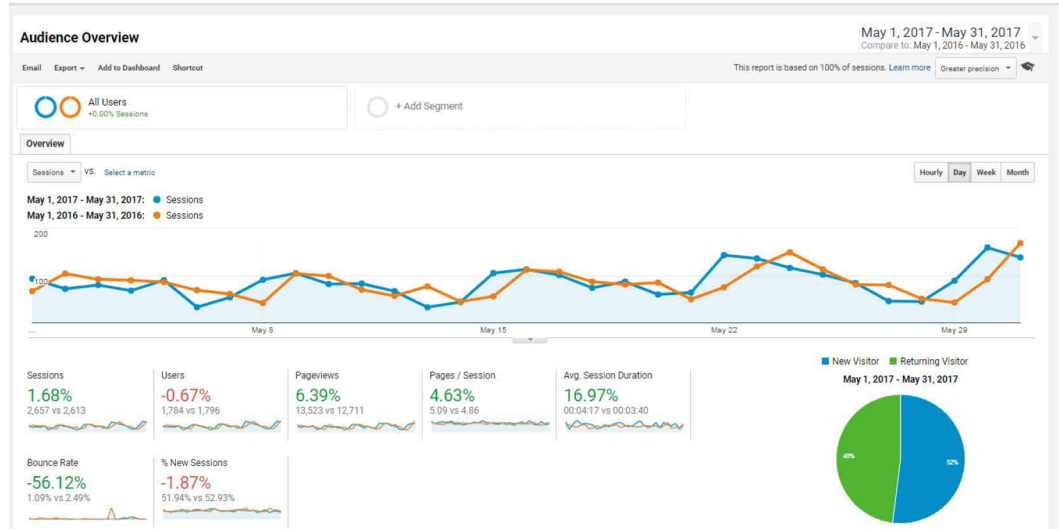 Audience Overview
May 1, 2017 - May 31, 2017
Compare to: May 1, 2016 - May 31, 2016
Email Export Add to Dashboard Shortcut
This report is based on 100% of sessions. Learn more Greater precision
All Users
+0.00% Sessions
+ Add Segment
Overview
Sessions VS. Select a metric
Hourly Day Week Month
May 1, 2017 - May 31, 2017: Sessions
May 1, 2016 - May 31, 2016: Sessions
200
100
... May 8 May 15 May 22 May 29
Sessions
1.68%
2,657 vs 2,613
Users
-0.67%
1,784 vs 1,796
Pageviews
6.39%
13,523 vs 12,711
Pages / Session
4.63%
5.09 vs 4.86
Avg. Session Duration
16.97%
00:04:17 vs 00:03:40
Bounce Rate
-56.12%
1.09% vs 2.49%
% New Sessions
-1.87%
51.94% vs 52.93%
New Visitor Returning Visitor
May 1, 2017 - May 31, 2017
52%